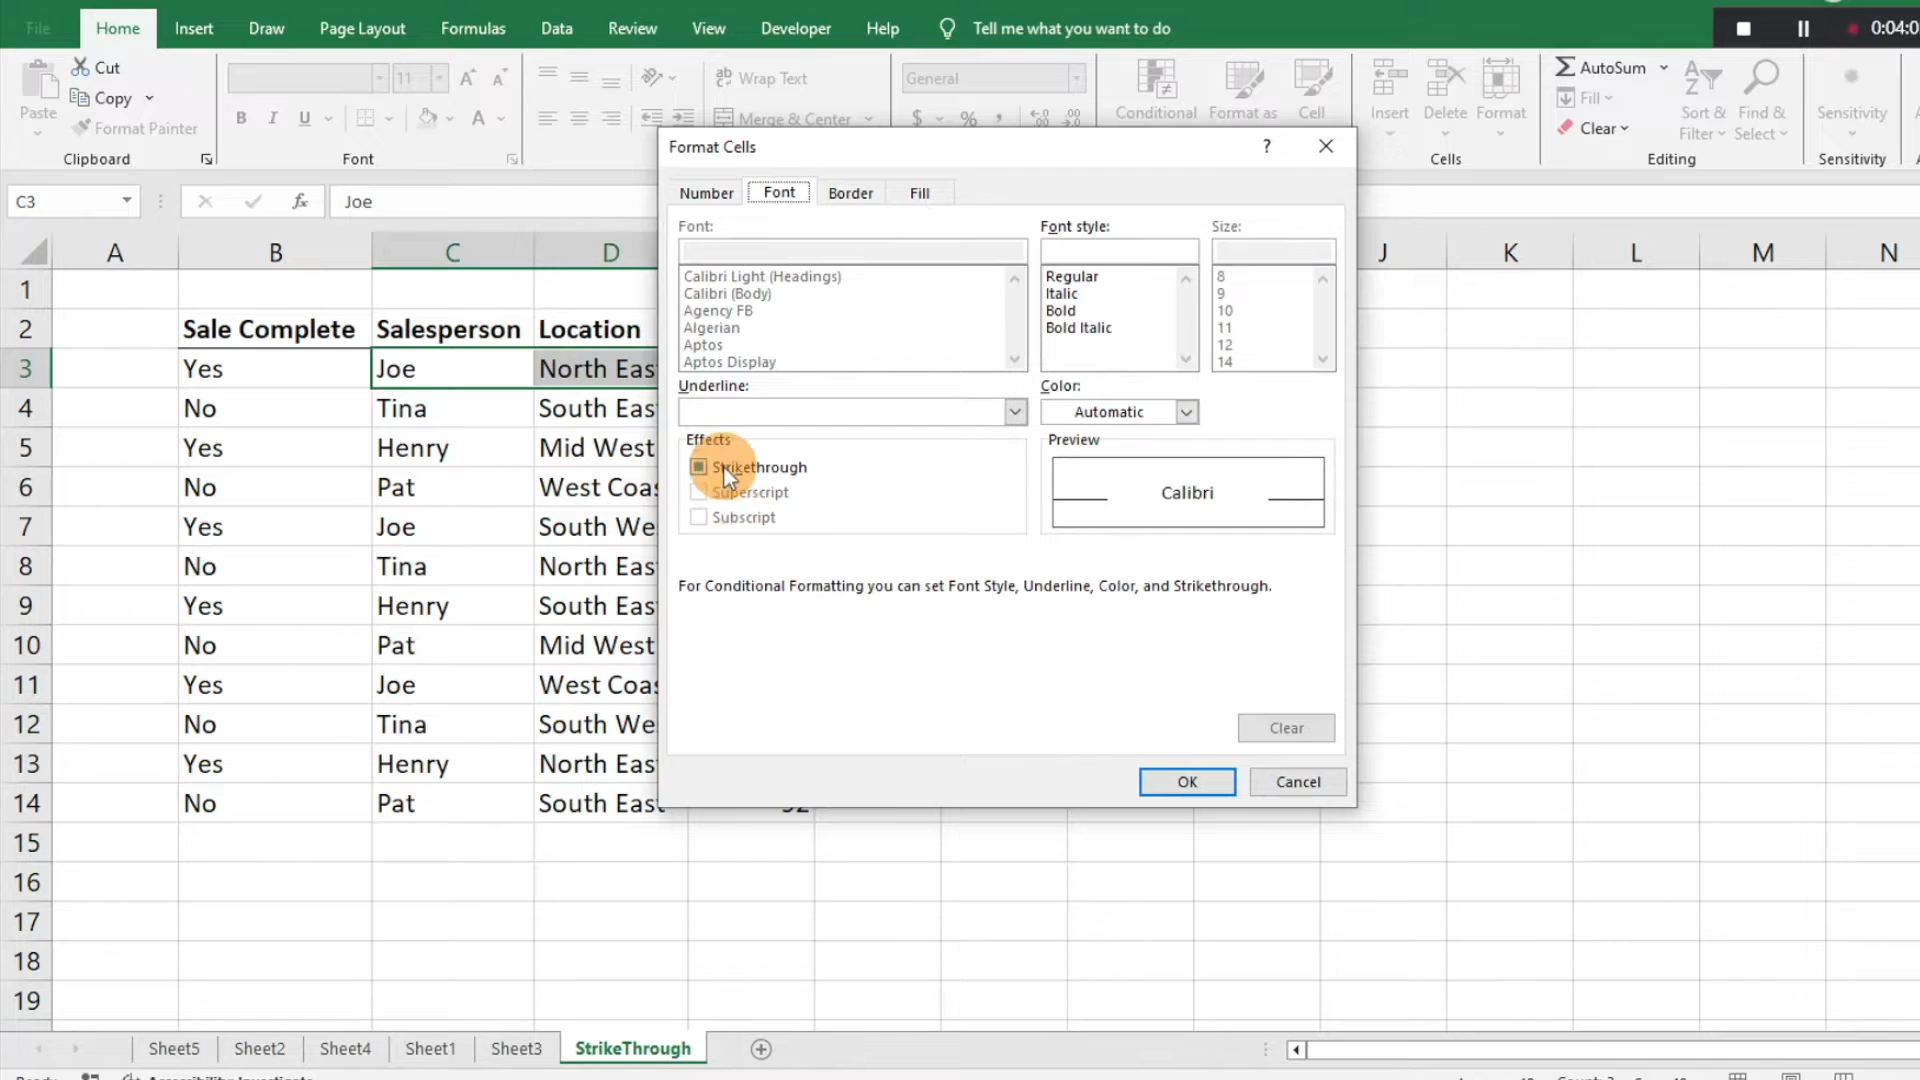 File Home Insert Draw Page Layout Formulas Data Review View Developer Help Tell me what you want to do 0:04:0
Cut
Copy
Format Painter
Paste
Clipboard
11
B I U
A
Font
ab Wrap Text
Merge & Center
General
$ % ,
Conditional Format as Cell
Insert Delete Format
Cells
AutoSum
Fill
Clear
Sort & Filter
Find & Select
Editing
Sensitivity
Sensitivity
C3 fx Joe
Format Cells ? ×
Number Font Border Fill
Font: Font style: Size:
Calibri Light (Headings) Regular 8
Calibri (Body) Italic 9
Agency FB Bold 10
Algerian Bold Italic 11
Aptos 12
Aptos Display 14
Underline: Color:
Automatic
Effects Preview
Strikethrough
Superscript
Subscript
Calibri
For Conditional Formatting you can set Font Style, Underline, Color, and Strikethrough.
Clear
OK Cancel
A B C D J K L M N
1
2 Sale Complete Salesperson Location
3 Yes Joe North Eas
4 No Tina South East
5 Yes Henry Mid West
6 No Pat West Coas
7 Yes Joe South We
8 No Tina North Eas
9 Yes Henry South Eas
10 No Pat Mid West
11 Yes Joe West Coas
12 No Tina South We
13 Yes Henry North Eas
14 No Pat South East
15
16
17
18
19
Sheet5 Sheet2 Sheet4 Sheet1 Sheet3 StrikeThrough